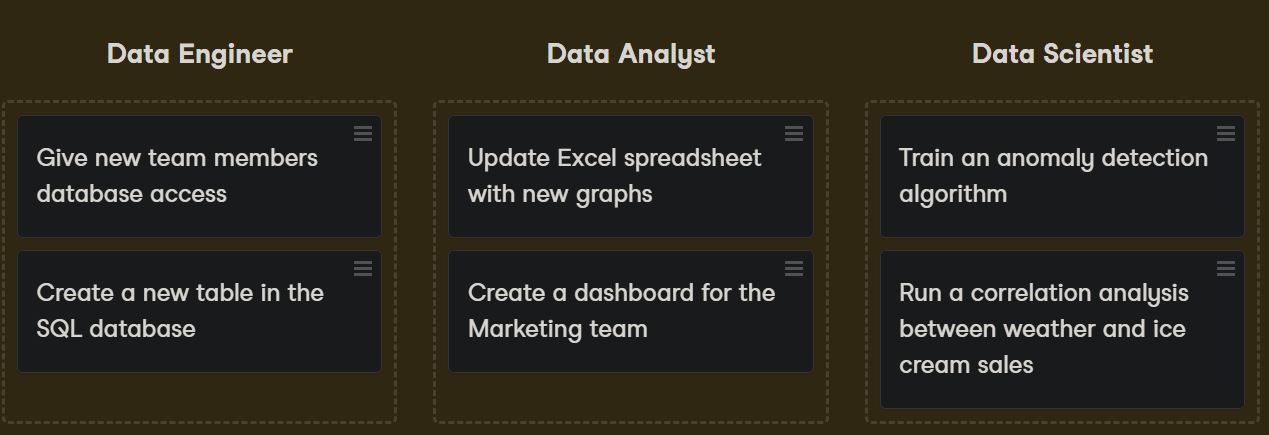 Data Engineer
Give new team members
database access
Create a new table in the
SQL database
Data Analyst
Update Excel spreadsheet
with new graphs
Create a dashboard for the
Marketing team
Data Scientist
Train an anomaly detection
algorithm
Run a correlation analysis
between weather and ice
cream sales